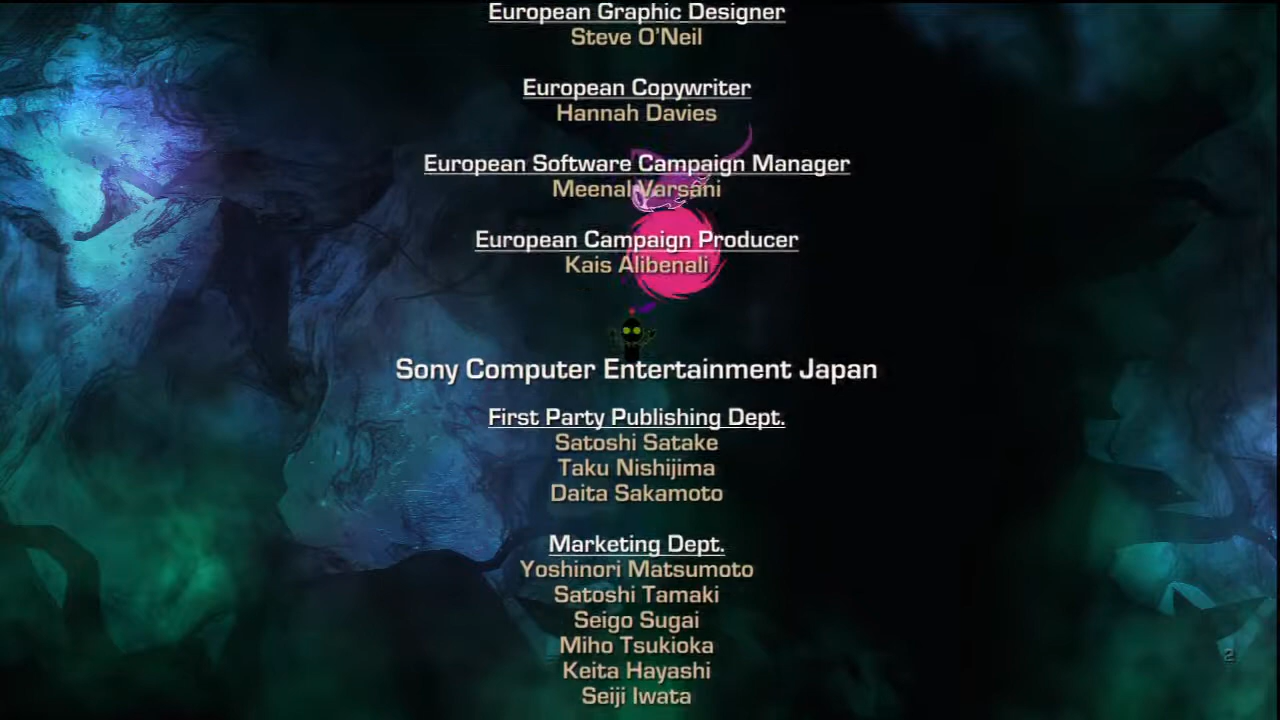 European Graphic Designer
Steve O'Neil
European Copywriter
Hannah Davies
European Software Campaign Manager
Meenal Varsani
European Campaign Producer
Kais Alibenali
Sony Computer Entertainment Japan
First Party Publishing Dept.
Satoshi Satake
Taku Nishijima
Daita Sakamoto
Marketing Dept.
Yoshinori Matsumoto
Satoshi Tamaki
Seigo Sugai
Miho Tsukioka
Keita Hayashi
Seiji Iwata
2